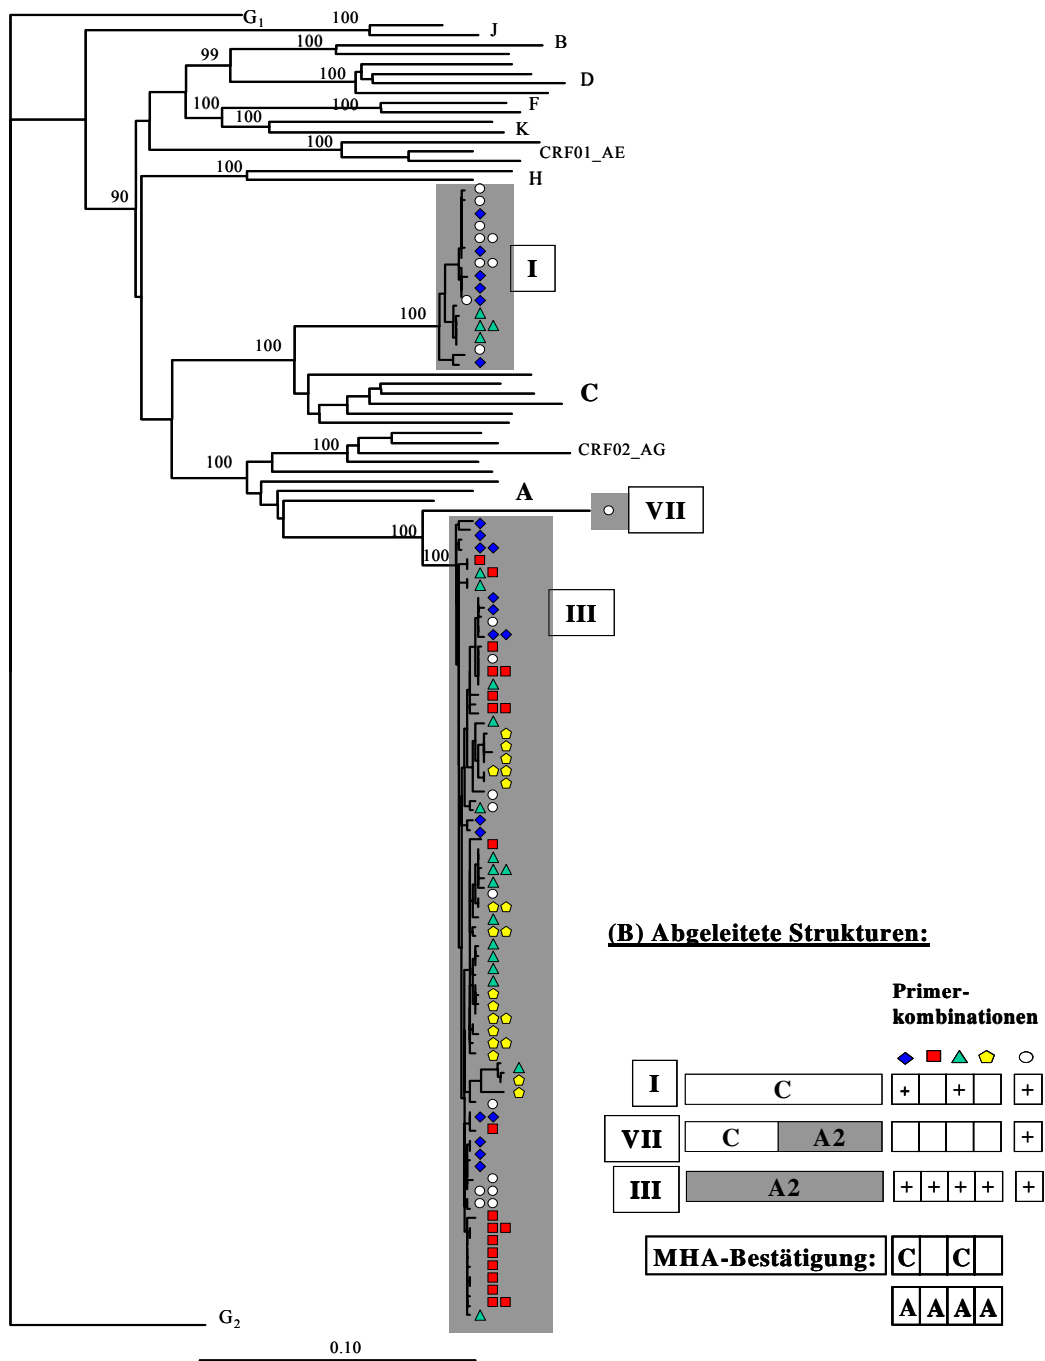 G1
100
J
100
B
99
100
D
100
100
F
100
K
100
CRF01_AE
100
H
90
I
100
100
C
100
CRF02_AG
100
A
VII
100
100
III
(B) Abgeleitete Strukturen:
Primer-
kombinationen
I C + + +
VII C A2 +
III A2 + + + + +
MHA-Bestätigung: C C
A A A A
G2
0.10